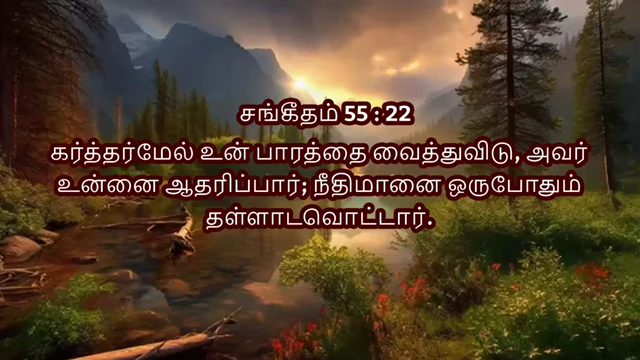 சங்கீதம் 55 : 22
கர்த்தர்மேல் உன் பாரத்தை வைத்துவிடு, அவர்
உன்னை ஆதரிப்பார்; நீதிமானை ஒருபோதும்
தள்ளாடவொட்டார்.